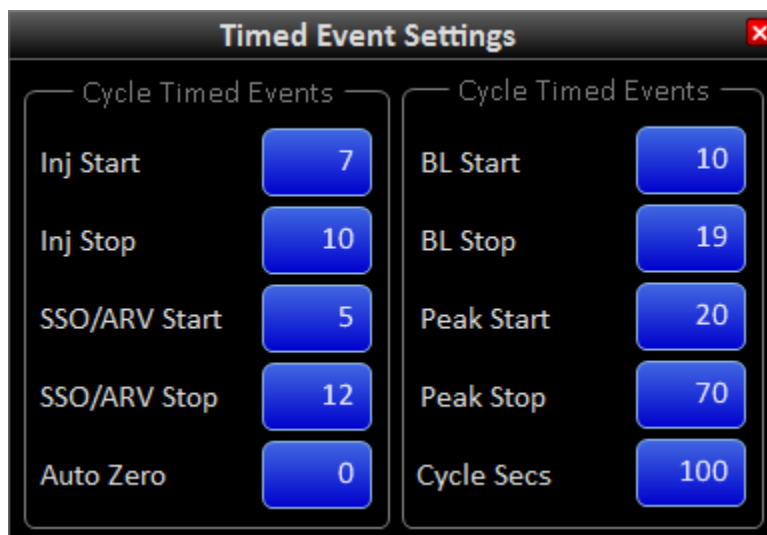 Timed Event Settings
Cycle Timed Events
Inj Start 7
Inj Stop 10
SSO/ARV Start 5
SSO/ARV Stop 12
Auto Zero 0
Cycle Timed Events
BL Start 10
BL Stop 19
Peak Start 20
Peak Stop 70
Cycle Secs 100